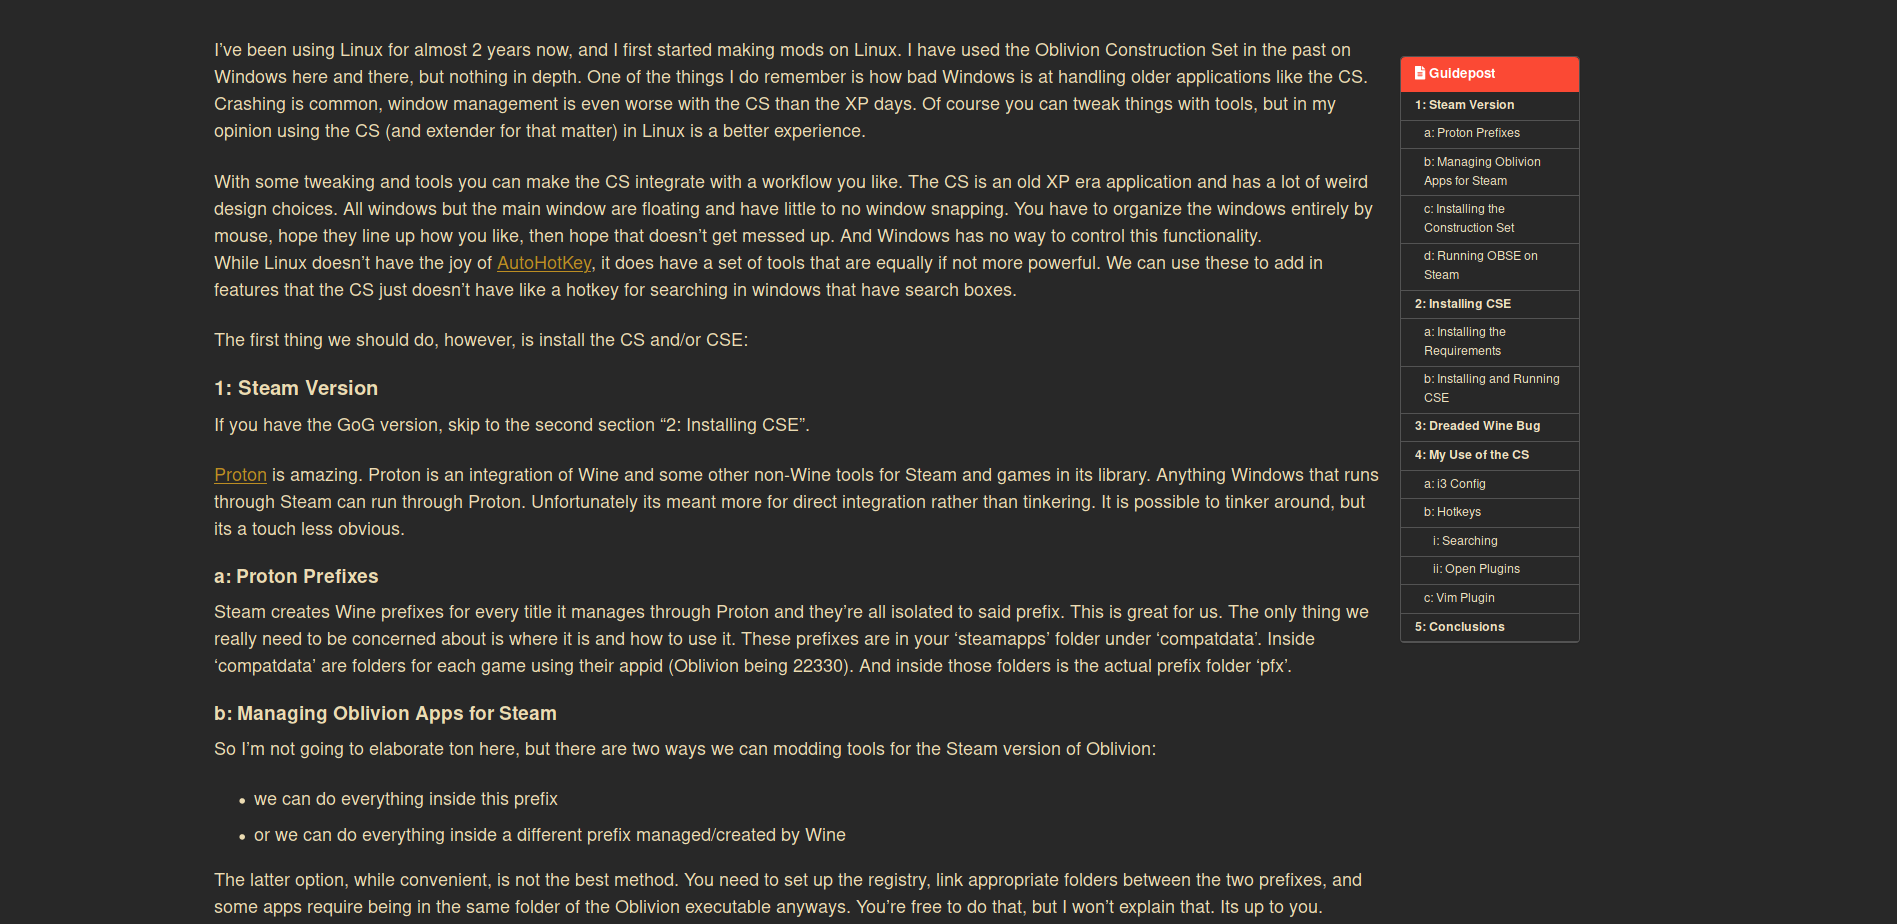 I’ve been using Linux for almost 2 years now, and I first started making mods on Linux. I have used the Oblivion Construction Set in the past on
Windows here and there, but nothing in depth. One of the things I do remember is how bad Windows is at handling older applications like the CS.
Crashing is common, window management is even worse with the CS than the XP days. Of course you can tweak things with tools, but in my
opinion using the CS (and extender for that matter) in Linux is a better experience.
With some tweaking and tools you can make the CS integrate with a workflow you like. The CS is an old XP era application and has a lot of weird
design choices. All windows but the main window are floating and have little to no window snapping. You have to organize the windows entirely by
mouse, hope they line up how you like, then hope that doesn’t get messed up. And Windows has no way to control this functionality.
While Linux doesn’t have the joy of AutoHotKey, it does have a set of tools that are equally if not more powerful. We can use these to add in
features that the CS just doesn’t have like a hotkey for searching in windows that have search boxes.
The first thing we should do, however, is install the CS and/or CSE:
1: Steam Version
If you have the GoG version, skip to the second section “2: Installing CSE”.
Proton is amazing. Proton is an integration of Wine and some other non-Wine tools for Steam and games in its library. Anything Windows that runs
through Steam can run through Proton. Unfortunately its meant more for direct integration rather than tinkering. It is possible to tinker around, but
its a touch less obvious.
a: Proton Prefixes
Steam creates Wine prefixes for every title it manages through Proton and they’re all isolated to said prefix. This is great for us. The only thing we
really need to be concerned about is where it is and how to use it. These prefixes are in your ‘steamapps’ folder under ‘compatdata’. Inside
‘compatdata’ are folders for each game using their appid (Oblivion being 22330). And inside those folders is the actual prefix folder ‘pfx’.
b: Managing Oblivion Apps for Steam
So I’m not going to elaborate ton here, but there are two ways we can modding tools for the Steam version of Oblivion:
• we can do everything inside this prefix
• or we can do everything inside a different prefix managed/created by Wine
The latter option, while convenient, is not the best method. You need to set up the registry, link appropriate folders between the two prefixes, and
some apps require being in the same folder of the Oblivion executable anyways. You’re free to do that, but I won’t explain that. Its up to you.
Guidepost
1: Steam Version
a: Proton Prefixes
b: Managing Oblivion
Apps for Steam
c: Installing the
Construction Set
d: Running OBSE on
Steam
2: Installing CSE
a: Installing the
Requirements
b: Installing and Running
CSE
3: Dreaded Wine Bug
4: My Use of the CS
a: i3 Config
b: Hotkeys
i: Searching
ii: Open Plugins
c: Vim Plugin
5: Conclusions